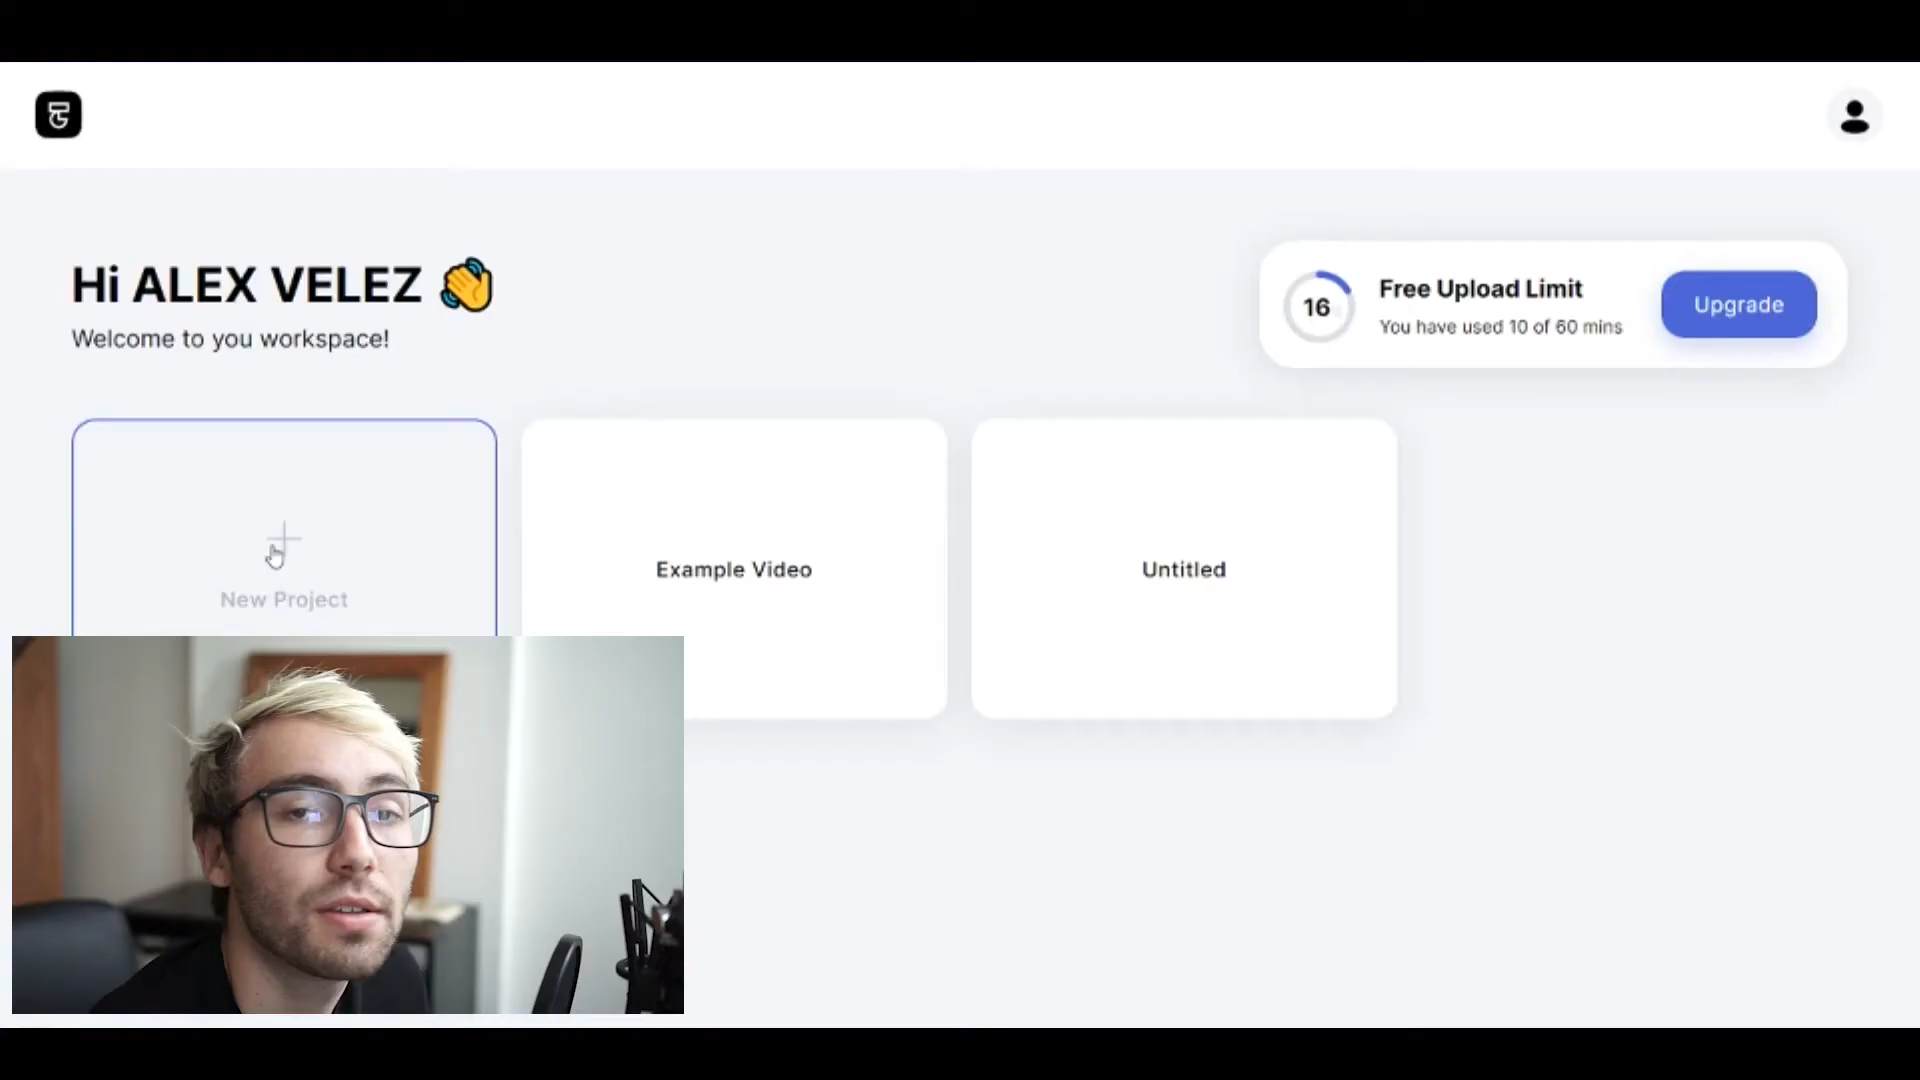 Hi ALEX VELEZ 👋
Welcome to you workspace!
16
Free Upload Limit
You have used 10 of 60 mins
Upgrade
New Project
Example Video
Untitled